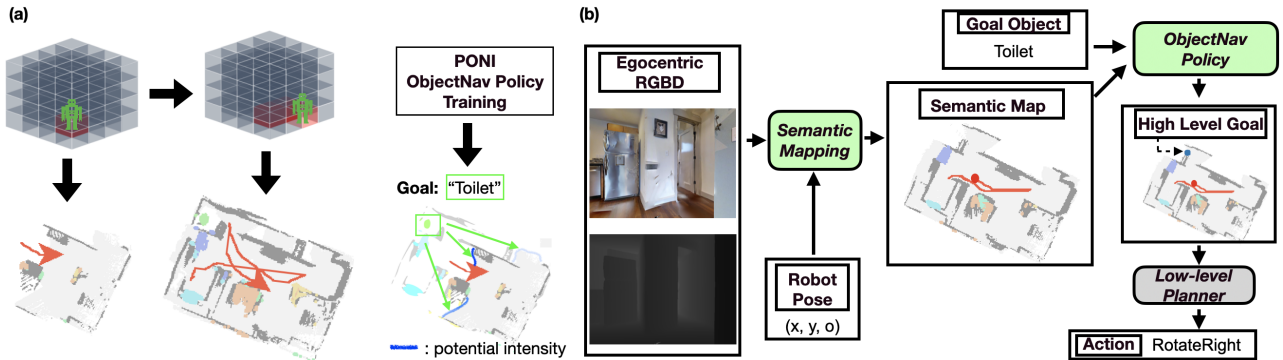 (a)
PONI
ObjectNav Policy
Training
Goal: "Toilet"
: potential intensity
(b)
Egocentric
RGBD
Semantic
Mapping
Robot
Pose
(x, y, o)
Goal Object
Toilet
Semantic Map
ObjectNav
Policy
High Level Goal
Low-level
Planner
Action RotateRight